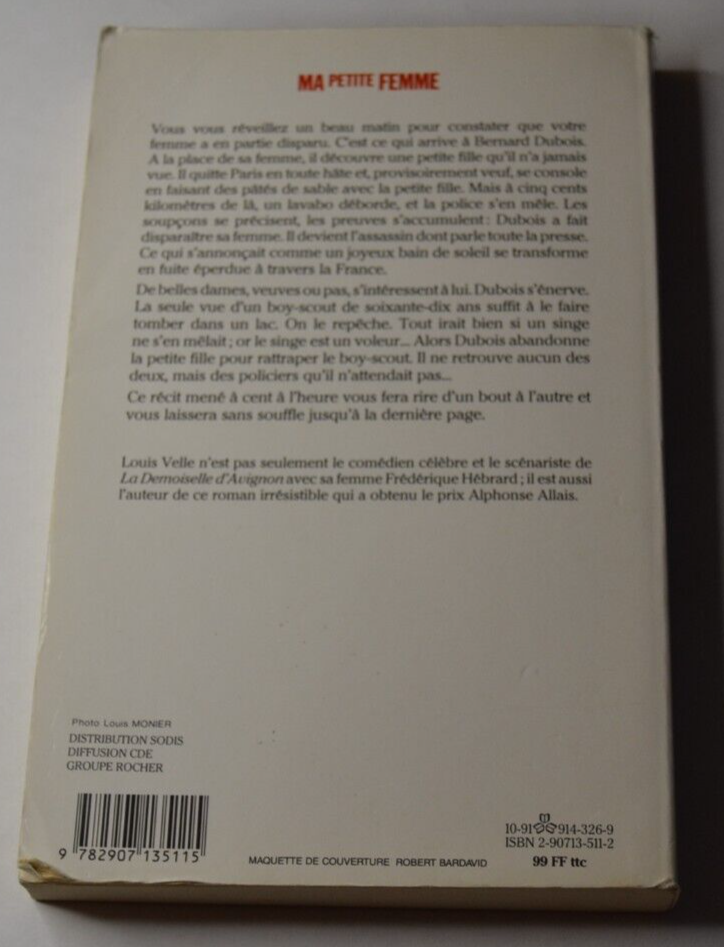 MA PETITE FEMME
Vous vous réveillez un beau matin pour constater que votre
femme a en partie disparu. C'est ce qui arrive à Bernard Dubois.
A la place de sa femme, il découvre une petite fille qu'il n'a jamais
vue. Il quitte Paris en toute hâte et, provisoirement veuf, se console
en faisant des pâtés de sable avec la petite fille. Mais à cinq cents
kilomètres de là, un lavabo déborde, et la police s'en mêle. Les
soupçons se précisent, les preuves s'accumulent : Dubois a fait
disparaître sa femme. Il devient l'assassin dont parle toute la presse.
Ce qui s'annonçait comme un joyeux bain de soleil se transforme
en fuite éperdue à travers la France.
De belles dames, veuves ou pas, s'intéressent à lui. Dubois s'énerve.
La seule vue d'un boy-scout de soixante-dix ans suffit à le faire
tomber dans un lac. On le repêche. Tout irait bien si un singe
ne s'en mêlait ; or le singe est un voleur... Alors Dubois abandonne
la petite fille pour rattraper le boy-scout. Il ne retrouve aucun des
deux, mais des policiers qu'il n'attendait pas...
Ce récit mené à cent à l'heure vous fera rire d'un bout à l'autre et
vous laissera sans souffle jusqu'à la dernière page.
Louis Velle n'est pas seulement le comédien célèbre et le scénariste de
La Demoiselle d'Avignon avec sa femme Frédérique Hébrard ; il est aussi
l'auteur de ce roman irrésistible qui a obtenu le prix Alphonse Allais.
Photo Louis MONIER
DISTRIBUTION SODIS
DIFFUSION CDE
GROUPE ROCHER
9 782907 135115
MAQUETTE DE COUVERTURE ROBERT BARDAVID
10-91 914-326-9
ISBN 2-90713-511-2
99 FF ttc